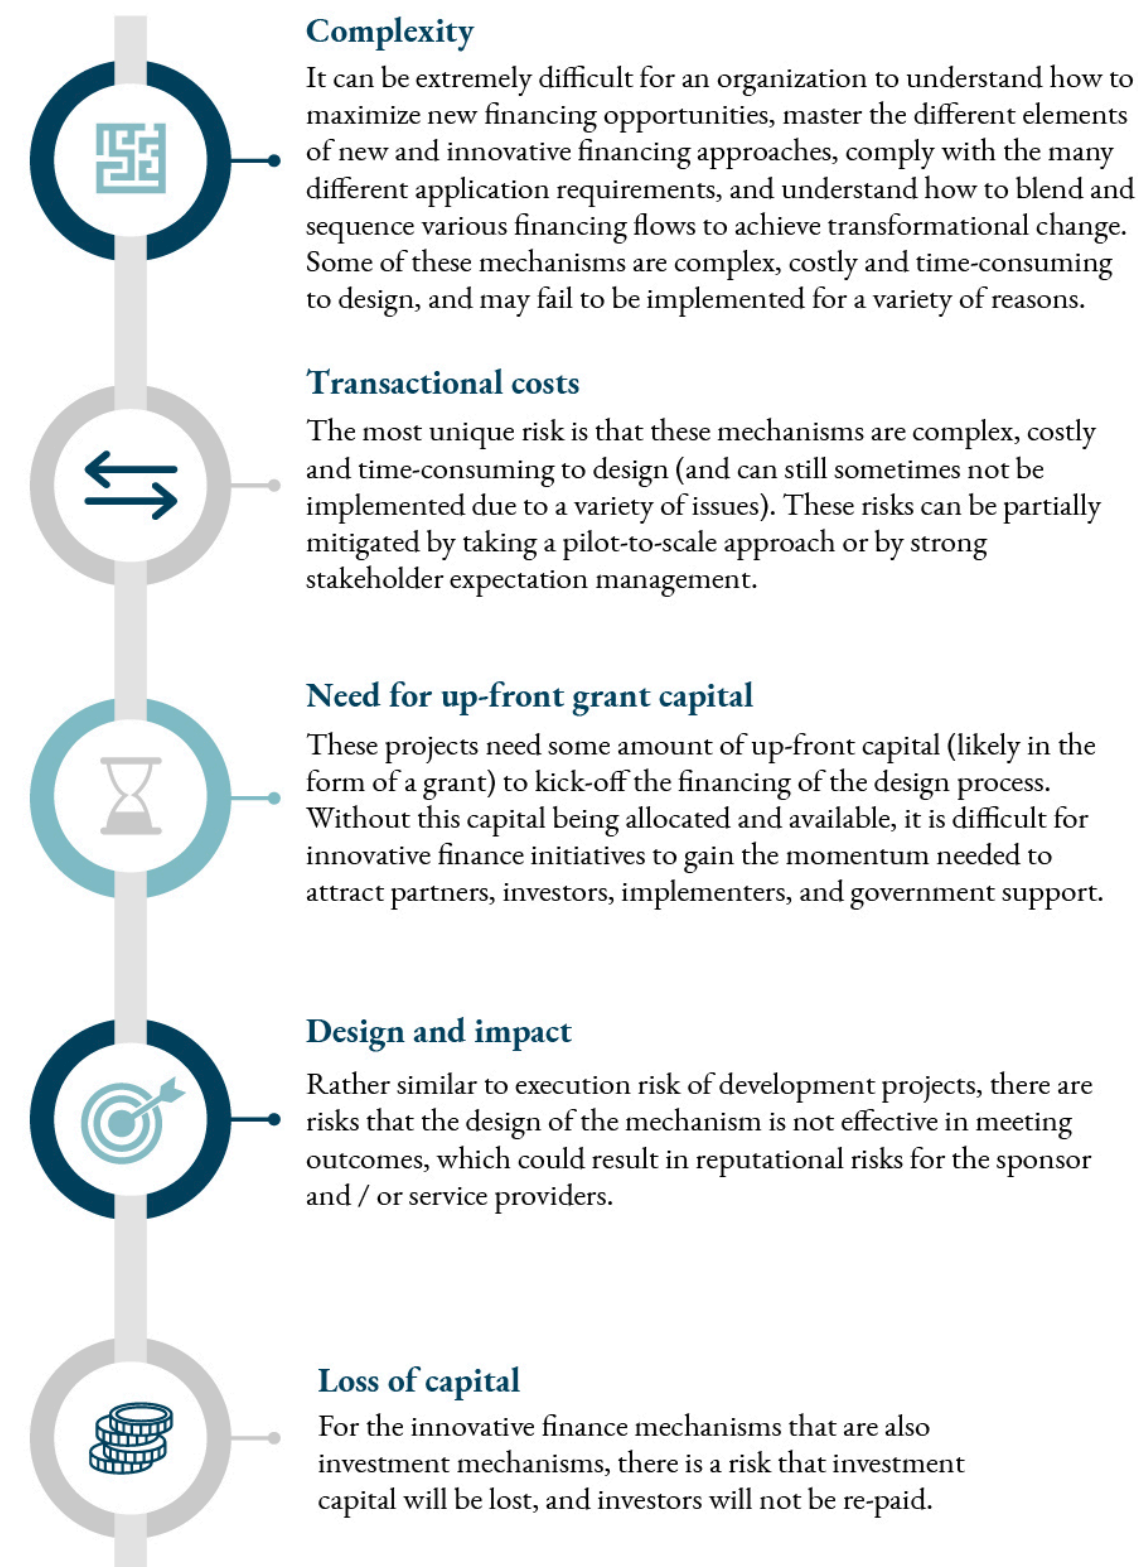 Complexity
It can be extremely difficult for an organization to understand how to
maximize new financing opportunities, master the different elements
of new and innovative financing approaches, comply with the many
different application requirements, and understand how to blend and
sequence various financing flows to achieve transformational change.
Some of these mechanisms are complex, costly and time-consuming
to design, and may fail to be implemented for a variety of reasons.
Transactional costs
The most unique risk is that these mechanisms are complex, costly
and time-consuming to design (and can still sometimes not be
implemented due to a variety of issues). These risks can be partially
mitigated by taking a pilot-to-scale approach or by strong
stakeholder expectation management.
Need for up-front grant capital
These projects need some amount of up-front capital (likely in the
form of a grant) to kick-off the financing of the design process.
Without this capital being allocated and available, it is difficult for
innovative finance initiatives to gain the momentum needed to
attract partners, investors, implementers, and government support.
Design and impact
Rather similar to execution risk of development projects, there are
risks that the design of the mechanism is not effective in meeting
outcomes, which could result in reputational risks for the sponsor
and / or service providers.
Loss of capital
For the innovative finance mechanisms that are also
investment mechanisms, there is a risk that investment
capital will be lost, and investors will not be re-paid.